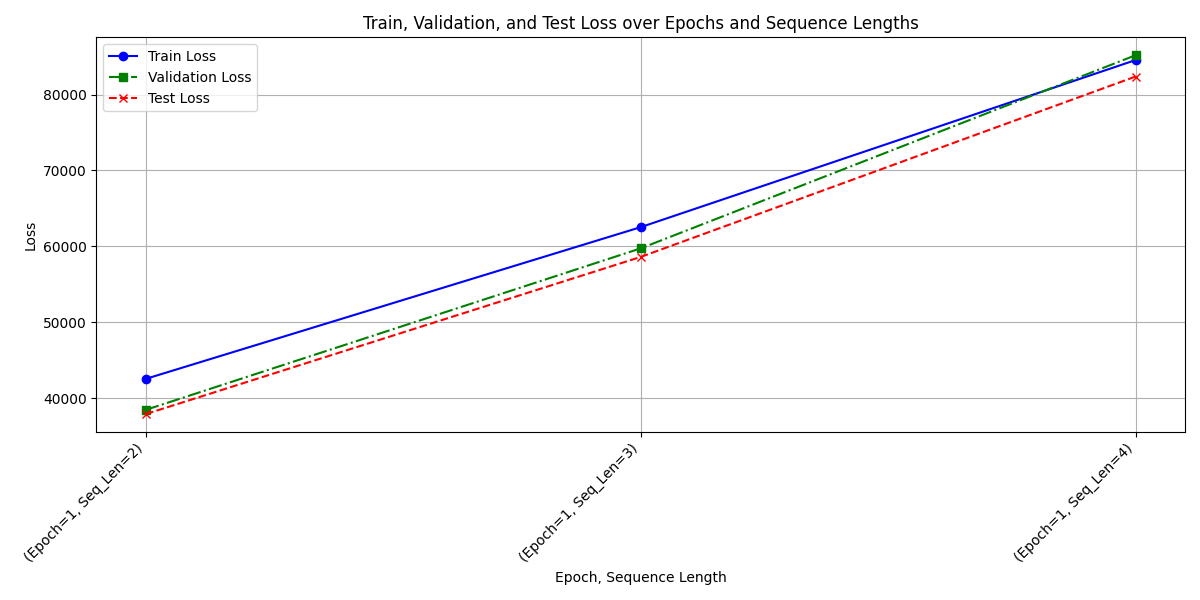 Train, Validation, and Test Loss over Epochs and Sequence Lengths
Train Loss
Validation Loss
Test Loss
80000
70000
60000
50000
40000
Loss
(Epoch=1, Seq_Len=2)
(Epoch=1, Seq_Len=3)
(Epoch=1, Seq_Len=4)
Epoch, Sequence Length